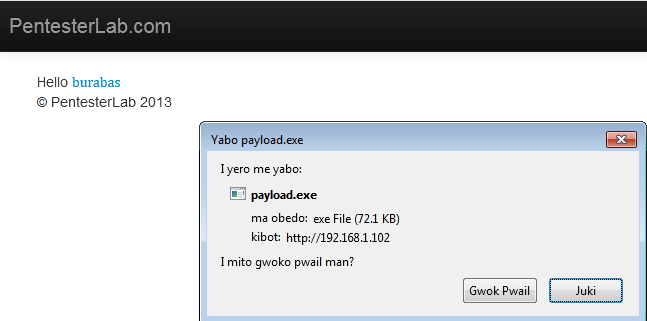 PentesterLab.com
Hello burabas
© PentesterLab 2013
Yabo payload.exe
I yero me yabo:
payload.exe
ma obedo: exe File (72.1 KB)
kibot: http://192.168.1.102
I mito gwoko pwail man?
Gwok Pwail Juki